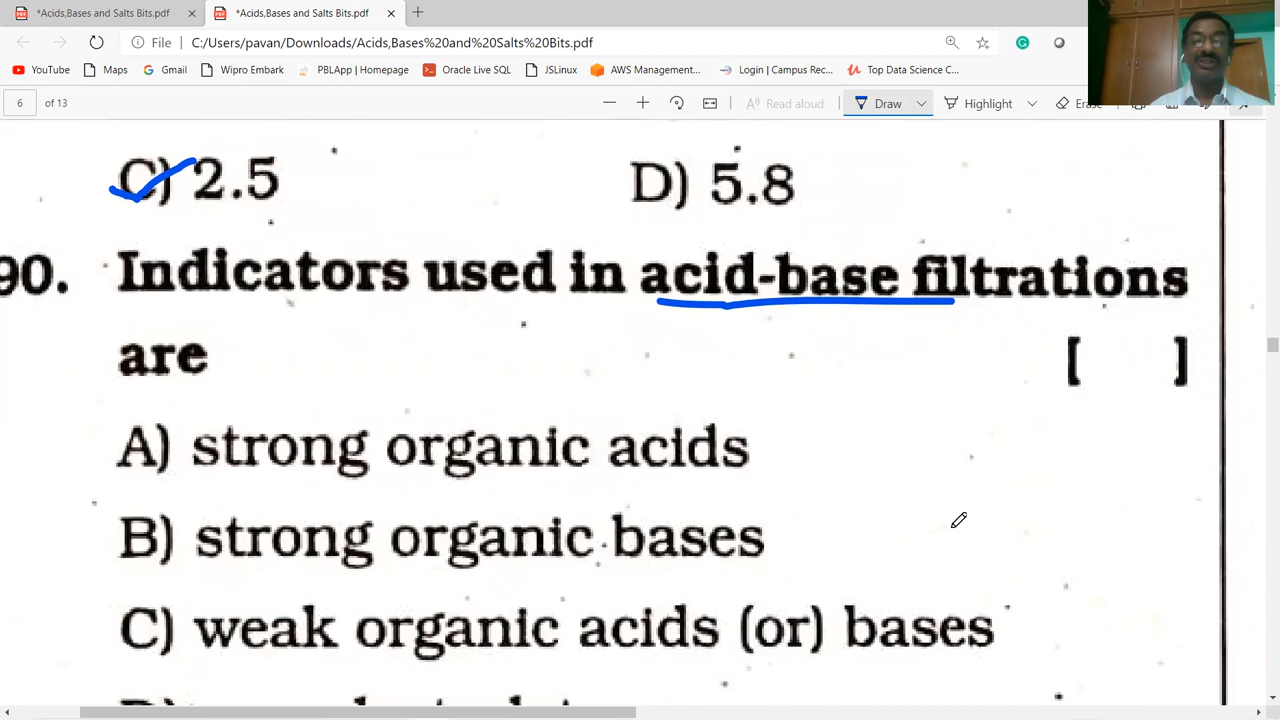 *Acids,Bases and Salts Bits.pdf
*Acids,Bases and Salts Bits.pdf
File
C:/Users/pavan/Downloads/Acids,Bases%20and%20Salts%20Bits.pdf
YouTube
Maps
Gmail
Wipro Embark
PBLApp | Homepage
Oracle Live SQL
JSLinux
AWS Management...
Login | Campus Rec...
Top Data Science C...
6 of 13
Read aloud
Draw
Highlight
Erase
C) 2.5 D) 5.8
90. Indicators used in acid-base filtrations
are [ ]
A) strong organic acids
B) strong organic bases
C) weak organic acids (or) bases